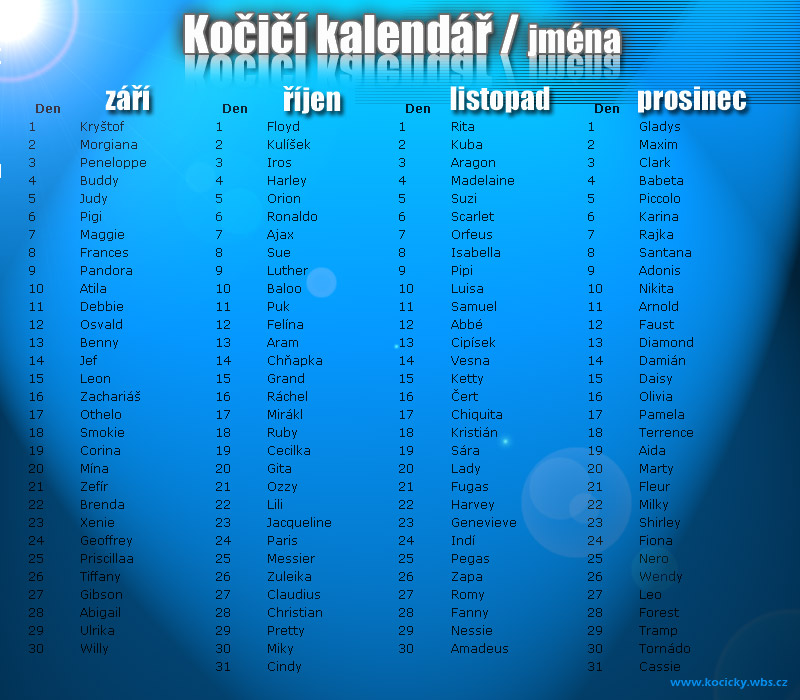 Kočičí kalendář / jména
Den září Den říjen Den listopad Den prosinec
1 Kryštof 1 Floyd 1 Rita 1 Gladys
2 Morgiana 2 Kulíšek 2 Kuba 2 Maxim
3 Peneloppe 3 Iros 3 Aragon 3 Clark
4 Buddy 4 Harley 4 Madelaine 4 Babeta
5 Judy 5 Orion 5 Suzi 5 Piccolo
6 Pigi 6 Ronaldo 6 Scarlet 6 Karina
7 Maggie 7 Ajax 7 Orfeus 7 Rajka
8 Frances 8 Sue 8 Isabella 8 Santana
9 Pandora 9 Luther 9 Pipi 9 Adonis
10 Atila 10 Baloo 10 Luisa 10 Nikita
11 Debbie 11 Puk 11 Samuel 11 Arnold
12 Osvald 12 Felína 12 Abbé 12 Faust
13 Benny 13 Aram 13 Cipísek 13 Diamond
14 Jef 14 Chňapka 14 Vesna 14 Damián
15 Leon 15 Grand 15 Ketty 15 Daisy
16 Zachariáš 16 Ráchel 16 Čert 16 Olivia
17 Othelo 17 Mirákl 17 Chiquita 17 Pamela
18 Smokie 18 Ruby 18 Kristián 18 Terrence
19 Corina 19 Cecilka 19 Sára 19 Aida
20 Mína 20 Gita 20 Lady 20 Marty
21 Zefír 21 Ozzy 21 Fugas 21 Fleur
22 Brenda 22 Lili 22 Harvey 22 Milky
23 Xenie 23 Jacqueline 23 Genevieve 23 Shirley
24 Geoffrey 24 Paris 24 Indí 24 Fiona
25 Priscillaa 25 Messier 25 Pegas 25 Nero
26 Tiffany 26 Zuleika 26 Zapa 26 Wendy
27 Gibson 27 Claudius 27 Romy 27 Leo
28 Abigail 28 Christian 28 Fanny 28 Forest
29 Ulrika 29 Pretty 29 Nessie 29 Tramp
30 Willy 30 Miky 30 Amadeus 30 Tornádo
31 Cindy 31 Cassie
www.kocicky.wbs.cz